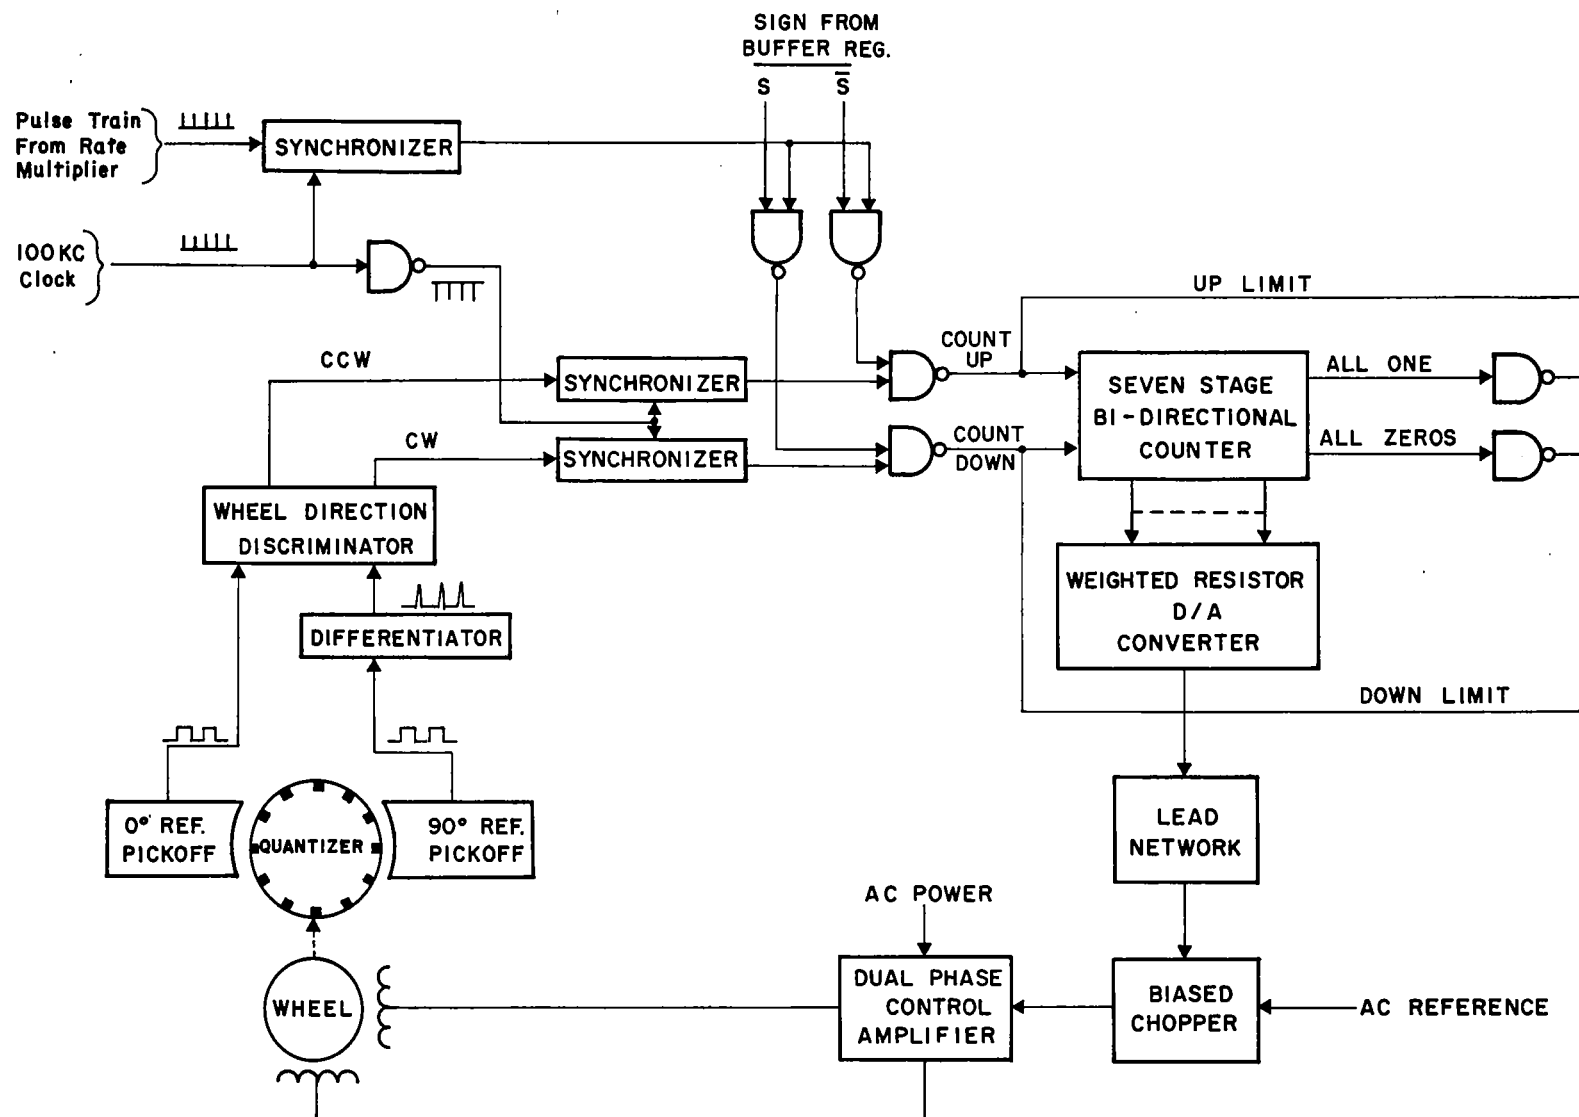 SIGN FROM
BUFFER REG.
S S̄
Pulse Train
From Rate
Multiplier
SYNCHRONIZER
100KC
Clock
UP LIMIT
CCW
COUNT
UP
SYNCHRONIZER
SEVEN STAGE
BI-DIRECTIONAL
COUNTER
ALL ONE
CW
SYNCHRONIZER
COUNT
DOWN
ALL ZEROS
WHEEL DIRECTION
DISCRIMINATOR
WEIGHTED RESISTOR
D/A
CONVERTER
DIFFERENTIATOR
DOWN LIMIT
0° REF.
PICKOFF
QUANTIZER
90° REF.
PICKOFF
LEAD
NETWORK
AC POWER
WHEEL
DUAL PHASE
CONTROL
AMPLIFIER
BIASED
CHOPPER
AC REFERENCE